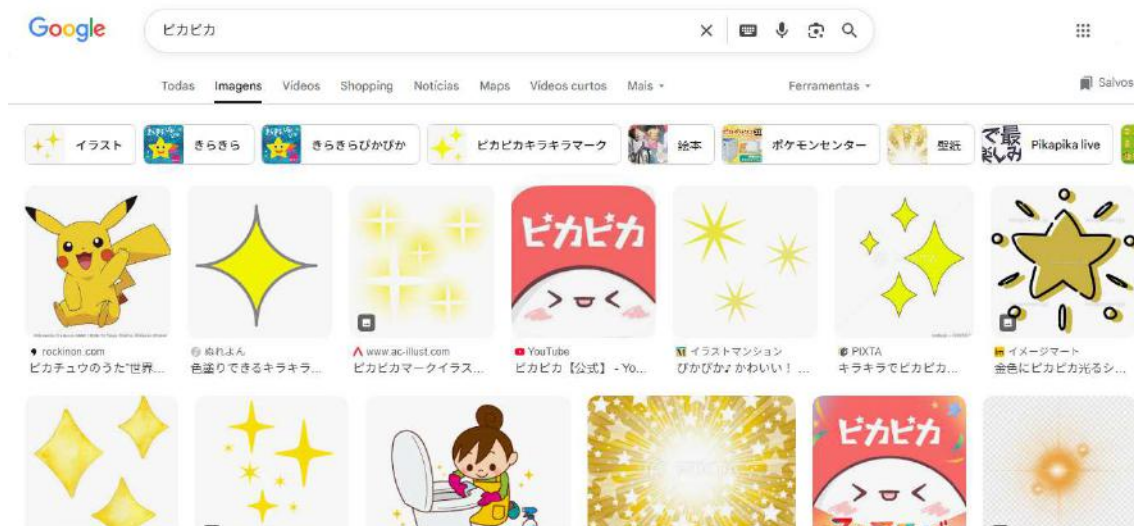 Google
ピカピカ
Todas Imagens Vídeos Shopping Notícias Maps Vídeos curtos Mais Ferramentas Salvos
イラスト きらきら きらきらぴかぴか ピカピカキラキラマーク 絵本 ポケモンセンター 壁紙 で最 楽しみ Pikapika live
ピカピカ
rockinon.com ぬれよん www.ac-illust.com YouTube イラストマンション PIXTA イメージマート
ピカチュウのうた“世界... 色塗りできるキラキラ... ピカピカマークイラス... ピカピカ【公式】 - Yo... ぴかぴか♪ かわいい！ ... キラキラでピカピカ... 金色にピカピカ光るシ...
ピカピカ